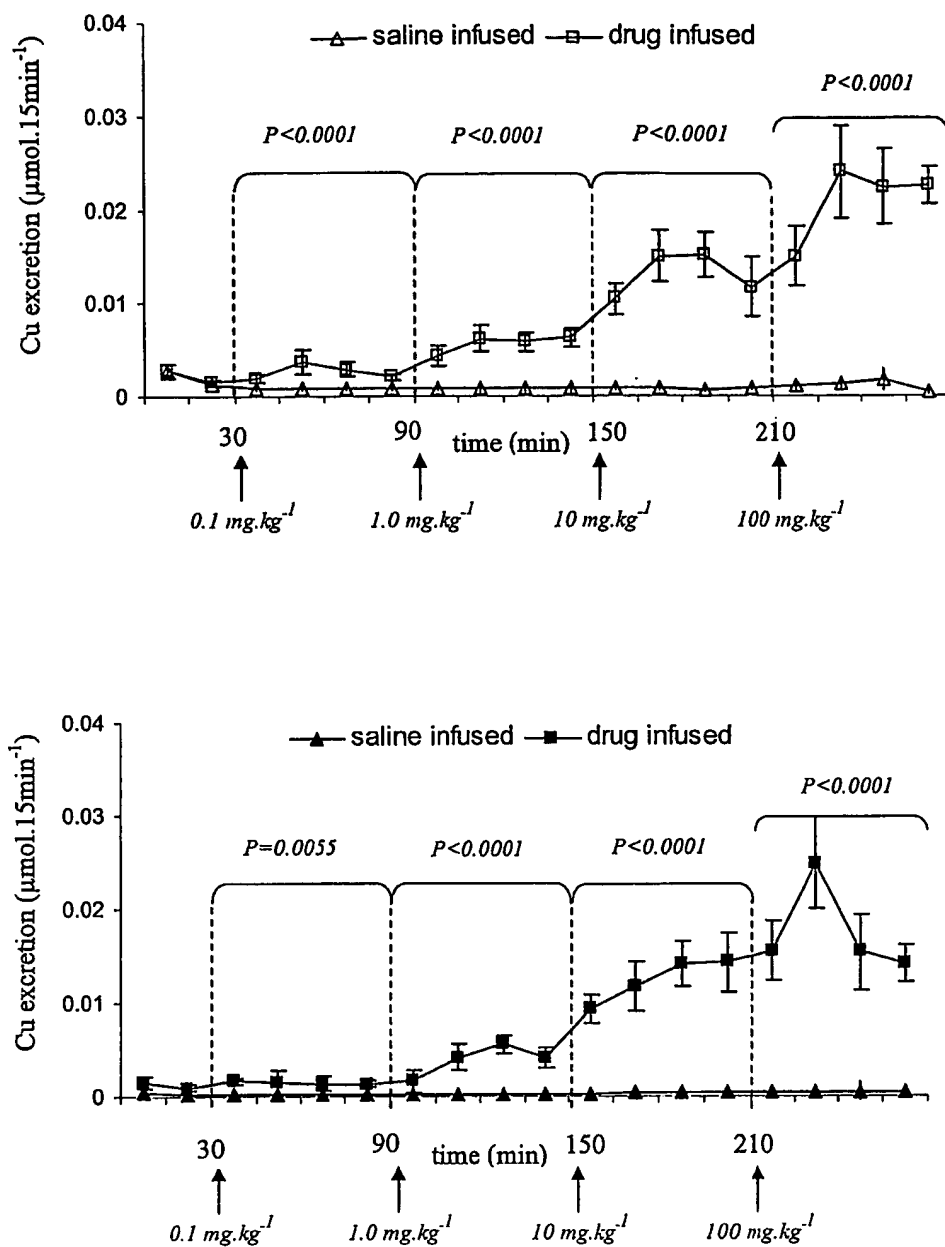 0.04
saline infused drug infused
P<0.0001
0.03
P<0.0001 P<0.0001 P<0.0001
0.02
0.01
0
Cu excretion (µmol.15min⁻¹)
30 90 time (min) 150 210
0.1 mg.kg⁻¹ 1.0 mg.kg⁻¹ 10 mg.kg⁻¹ 100 mg.kg⁻¹
0.04
saline infused drug infused
P<0.0001
0.03
P=0.0055 P<0.0001 P<0.0001
0.02
0.01
0
Cu excretion (µmol.15min⁻¹)
30 90 time (min) 150 210
0.1 mg.kg⁻¹ 1.0 mg.kg⁻¹ 10 mg.kg⁻¹ 100 mg.kg⁻¹